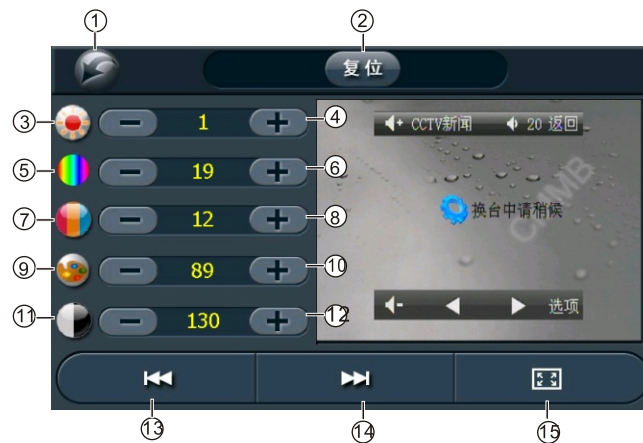 ① ②
复位
③ 1 ④
CCTV新闻 20 返回
⑤ 19 ⑥
CMMB
⑦ 12 ⑧
换台中请稍候
⑨ 89 ⑩
选项
⑪ 130 ⑫
⑬ ⑭ ⑮